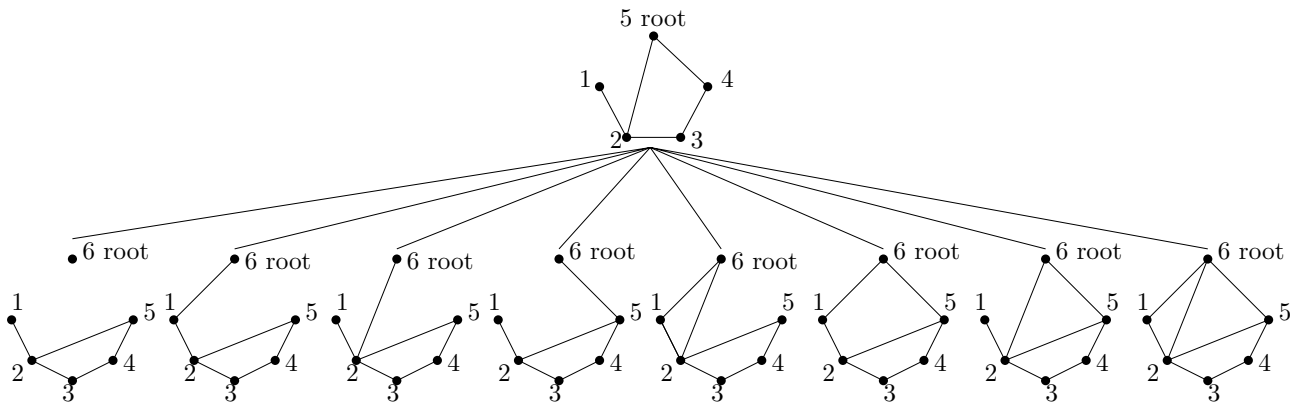 5 root
1
4
2
3
6 root 6 root 6 root 6 root 6 root 6 root 6 root 6 root
1 5 1 5 1 5 1 5 1 5 1 5 1 5 1 5
2 4 2 4 2 4 2 4 2 4 2 4 2 4 2 4
3 3 3 3 3 3 3 3